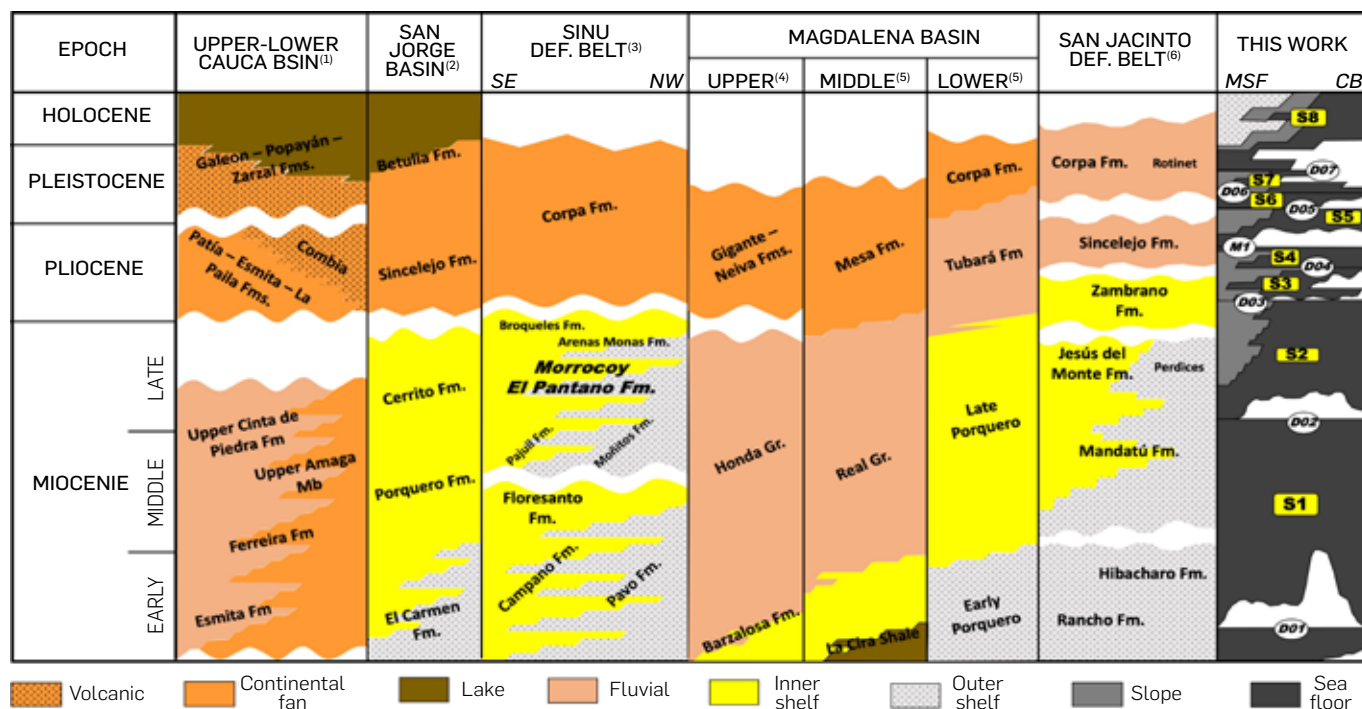 EPOCH
UPPER-LOWER
CAUCA BSIN(1)
SAN
JORGE
BASIN(2)
SINU
DEF. BELT(3)
SE NW
MAGDALENA BASIN
UPPER(4)
MIDDLE(5)
LOWER(5)
SAN JACINTO
DEF. BELT(6)
THIS WORK
MSF CB
HOLOCENE
PLEISTOCENE
PLIOCENE
MIOCENIE
LATE
MIDDLE
EARLY
Galeon – Popayán –
Zarzal Fms.
Combia
Patía – Esmita – La
Paila Fms.
Upper Cinta de
Piedra Fm
Upper Amaga
Mb
Ferreira Fm
Esmita Fm
Betulia Fm.
Sincelejo Fm.
Cerrito Fm.
Porquero Fm.
El Carmen
Fm.
Corpa Fm.
Broqueles Fm.
Arenas Monas Fm.
Morrocoy
El Pantano Fm.
Pajuil Fm.
Moñitos Fm.
Floresanto
Fm.
Campano Fm.
Pavo Fm.
Gigante –
Neiva Fms.
Honda Gr.
Barzalosa Fm.
Mesa Fm.
Real Gr.
La Cira Shale
Corpa Fm.
Tubará Fm
Late
Porquero
Early
Porquero
Corpa Fm. Rotinet
Sincelejo Fm.
Zambrano
Fm.
Jesús del
Monte Fm.
Perdices
Mandatú Fm.
Hibacharo Fm.
Rancho Fm.
S8
D07
S7
D06
S6
D05
S5
M1
S4
D04
S3
D03
S2
D02
S1
D01
Volcanic
Continental
fan
Lake
Fluvial
Inner
shelf
Outer
shelf
Slope
Sea
floor